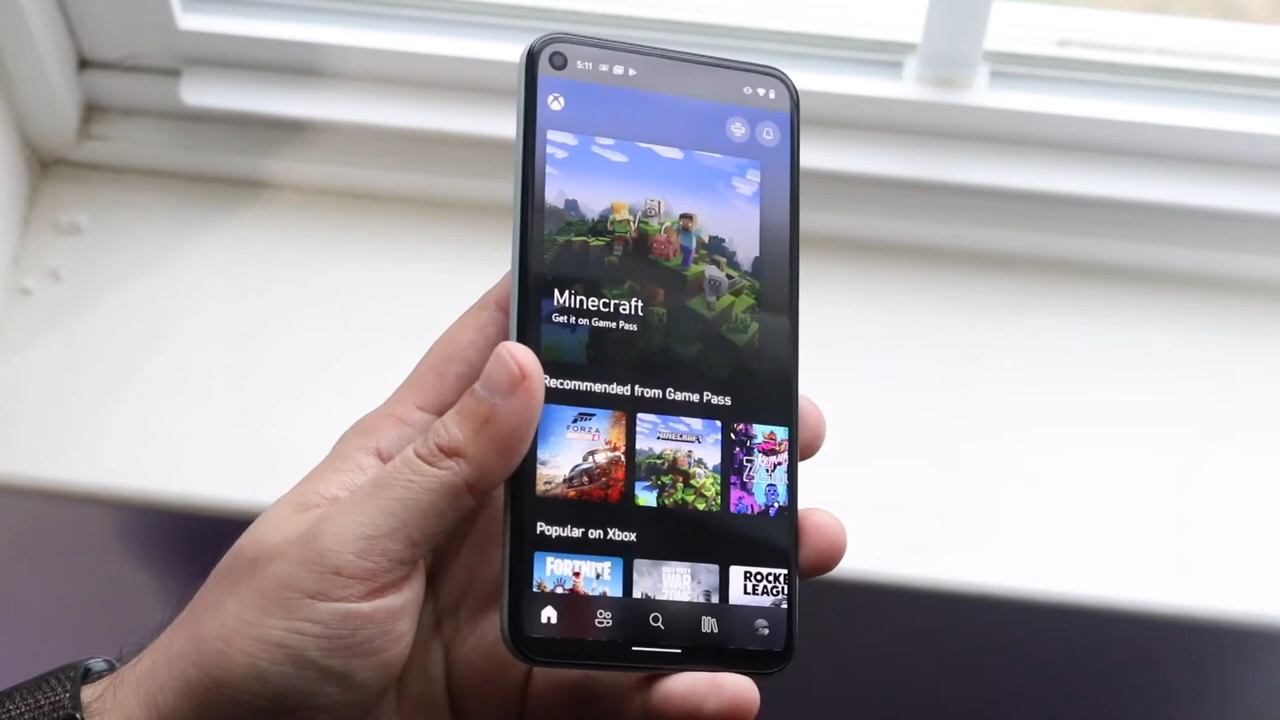 5:11
Minecraft
Get it on Game Pass
Recommended from Game Pass
FORZA
HORIZON 4
MINECRAFT
Popular on Xbox
FORTNITE
CALL OF DUTY
WAR
ZONE
ROCKE
LEAGU